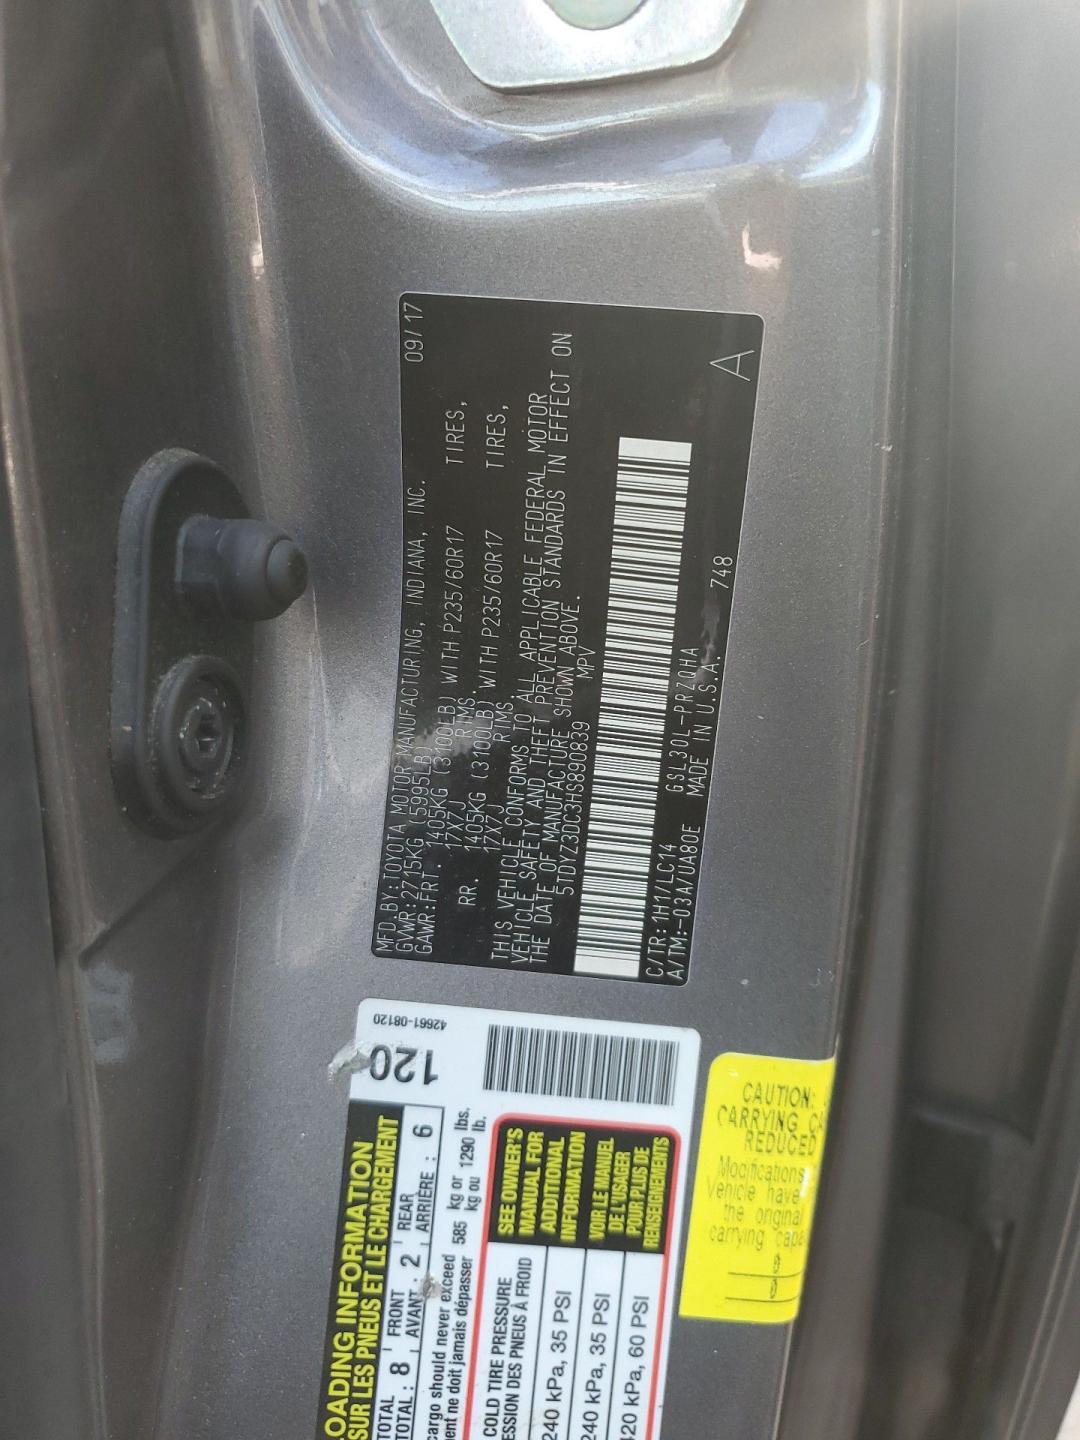 MFD.BY:TOYOTA MOTOR MANUFACTURING, INDIANA, INC. 09/17
GVWR:2715KG (5995LB)
GAWR:FRT. 1405KG (3100LB) WITH P235/60R17 TIRES,
17X7J RIMS.
RR. 1405KG (3100LB) WITH P235/60R17 TIRES,
17X7J RIMS.
THIS VEHICLE CONFORMS TO ALL APPLICABLE FEDERAL MOTOR
VEHICLE SAFETY AND THEFT PREVENTION STANDARDS IN EFFECT ON
THE DATE OF MANUFACTURE SHOWN ABOVE.
5TDYZ3DC3HS890839 MPV
C/TR:1H1/LC14 GSL30L-PRZQHA
A/TM:-03A/UA80E MADE IN U.S.A. 748 A
42661-08120
120
LOADING INFORMATION
SUR LES PNEUS ET LE CHARGEMENT
TOTAL FRONT REAR
TOTAL : 8 AVANT : 2 ARRIÈRE : 6
cargo should never exceed 585 kg or 1290 lbs.
ne doit jamais dépasser kg ou lb.
COLD TIRE PRESSURE
DES PNEUS À FROID
240 kPa, 35 PSI
240 kPa, 35 PSI
420 kPa, 60 PSI
SEE OWNER'S
MANUAL FOR
ADDITIONAL
INFORMATION
VOIR LE MANUEL
DE L'USAGER
POUR PLUS DE
RENSEIGNEMENTS
CAUTION:
CARRYING
REDUCED
Modifications
Vehicle have
the original
carrying